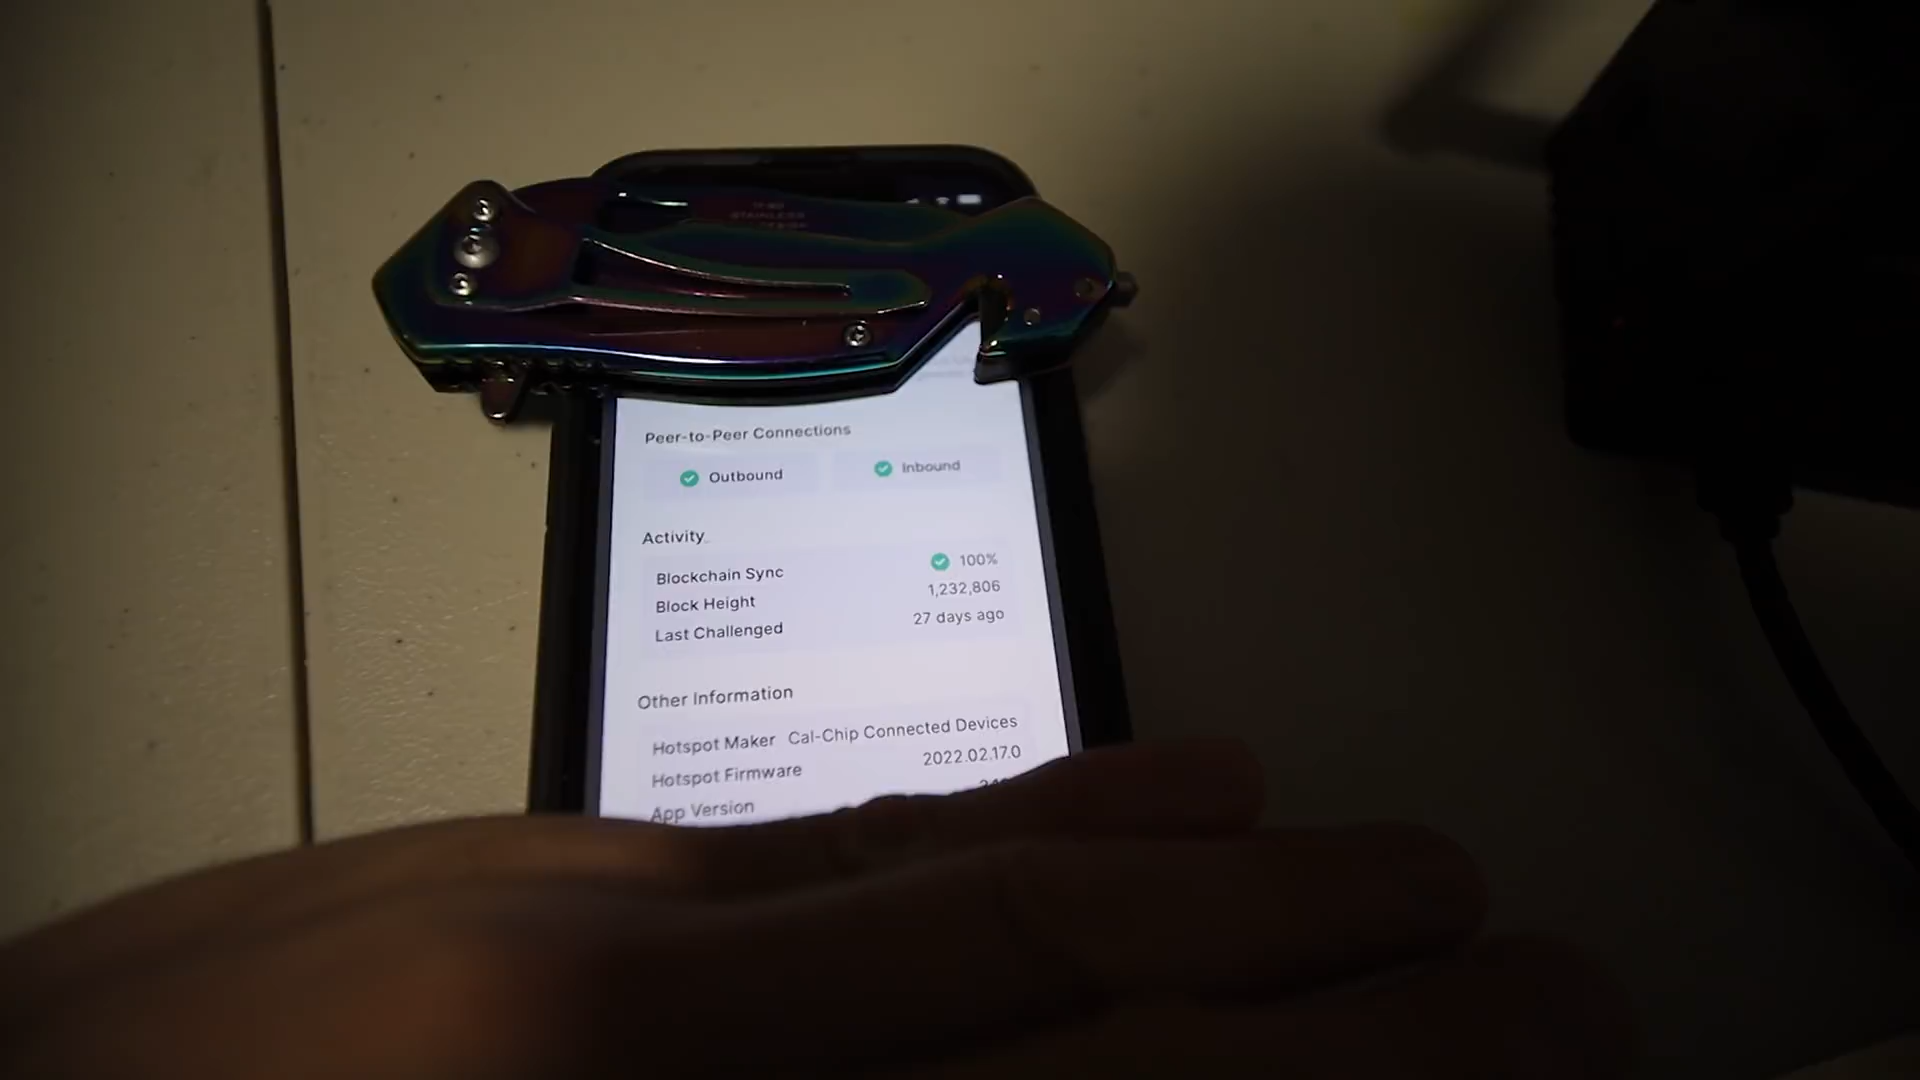 STAINLESS
Peer-to-Peer Connections
Outbound Inbound
Activity
Blockchain Sync 100%
Block Height 1,232,806
Last Challenged 27 days ago
Other Information
Hotspot Maker Cal-Chip Connected Devices
Hotspot Firmware 2022.02.17.0
App Version